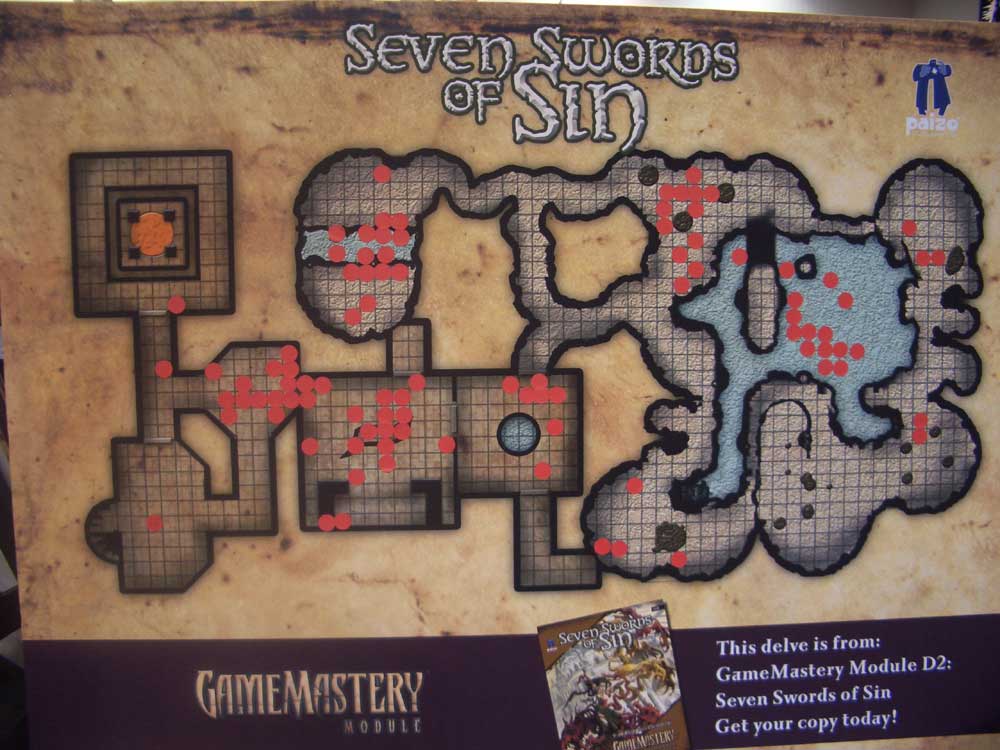 Seven Swords
of Sin
paizo
Seven Swords
of Sin
GameMastery
GameMastery
Module
This delve is from:
GameMastery Module D2:
Seven Swords of Sin
Get your copy today!